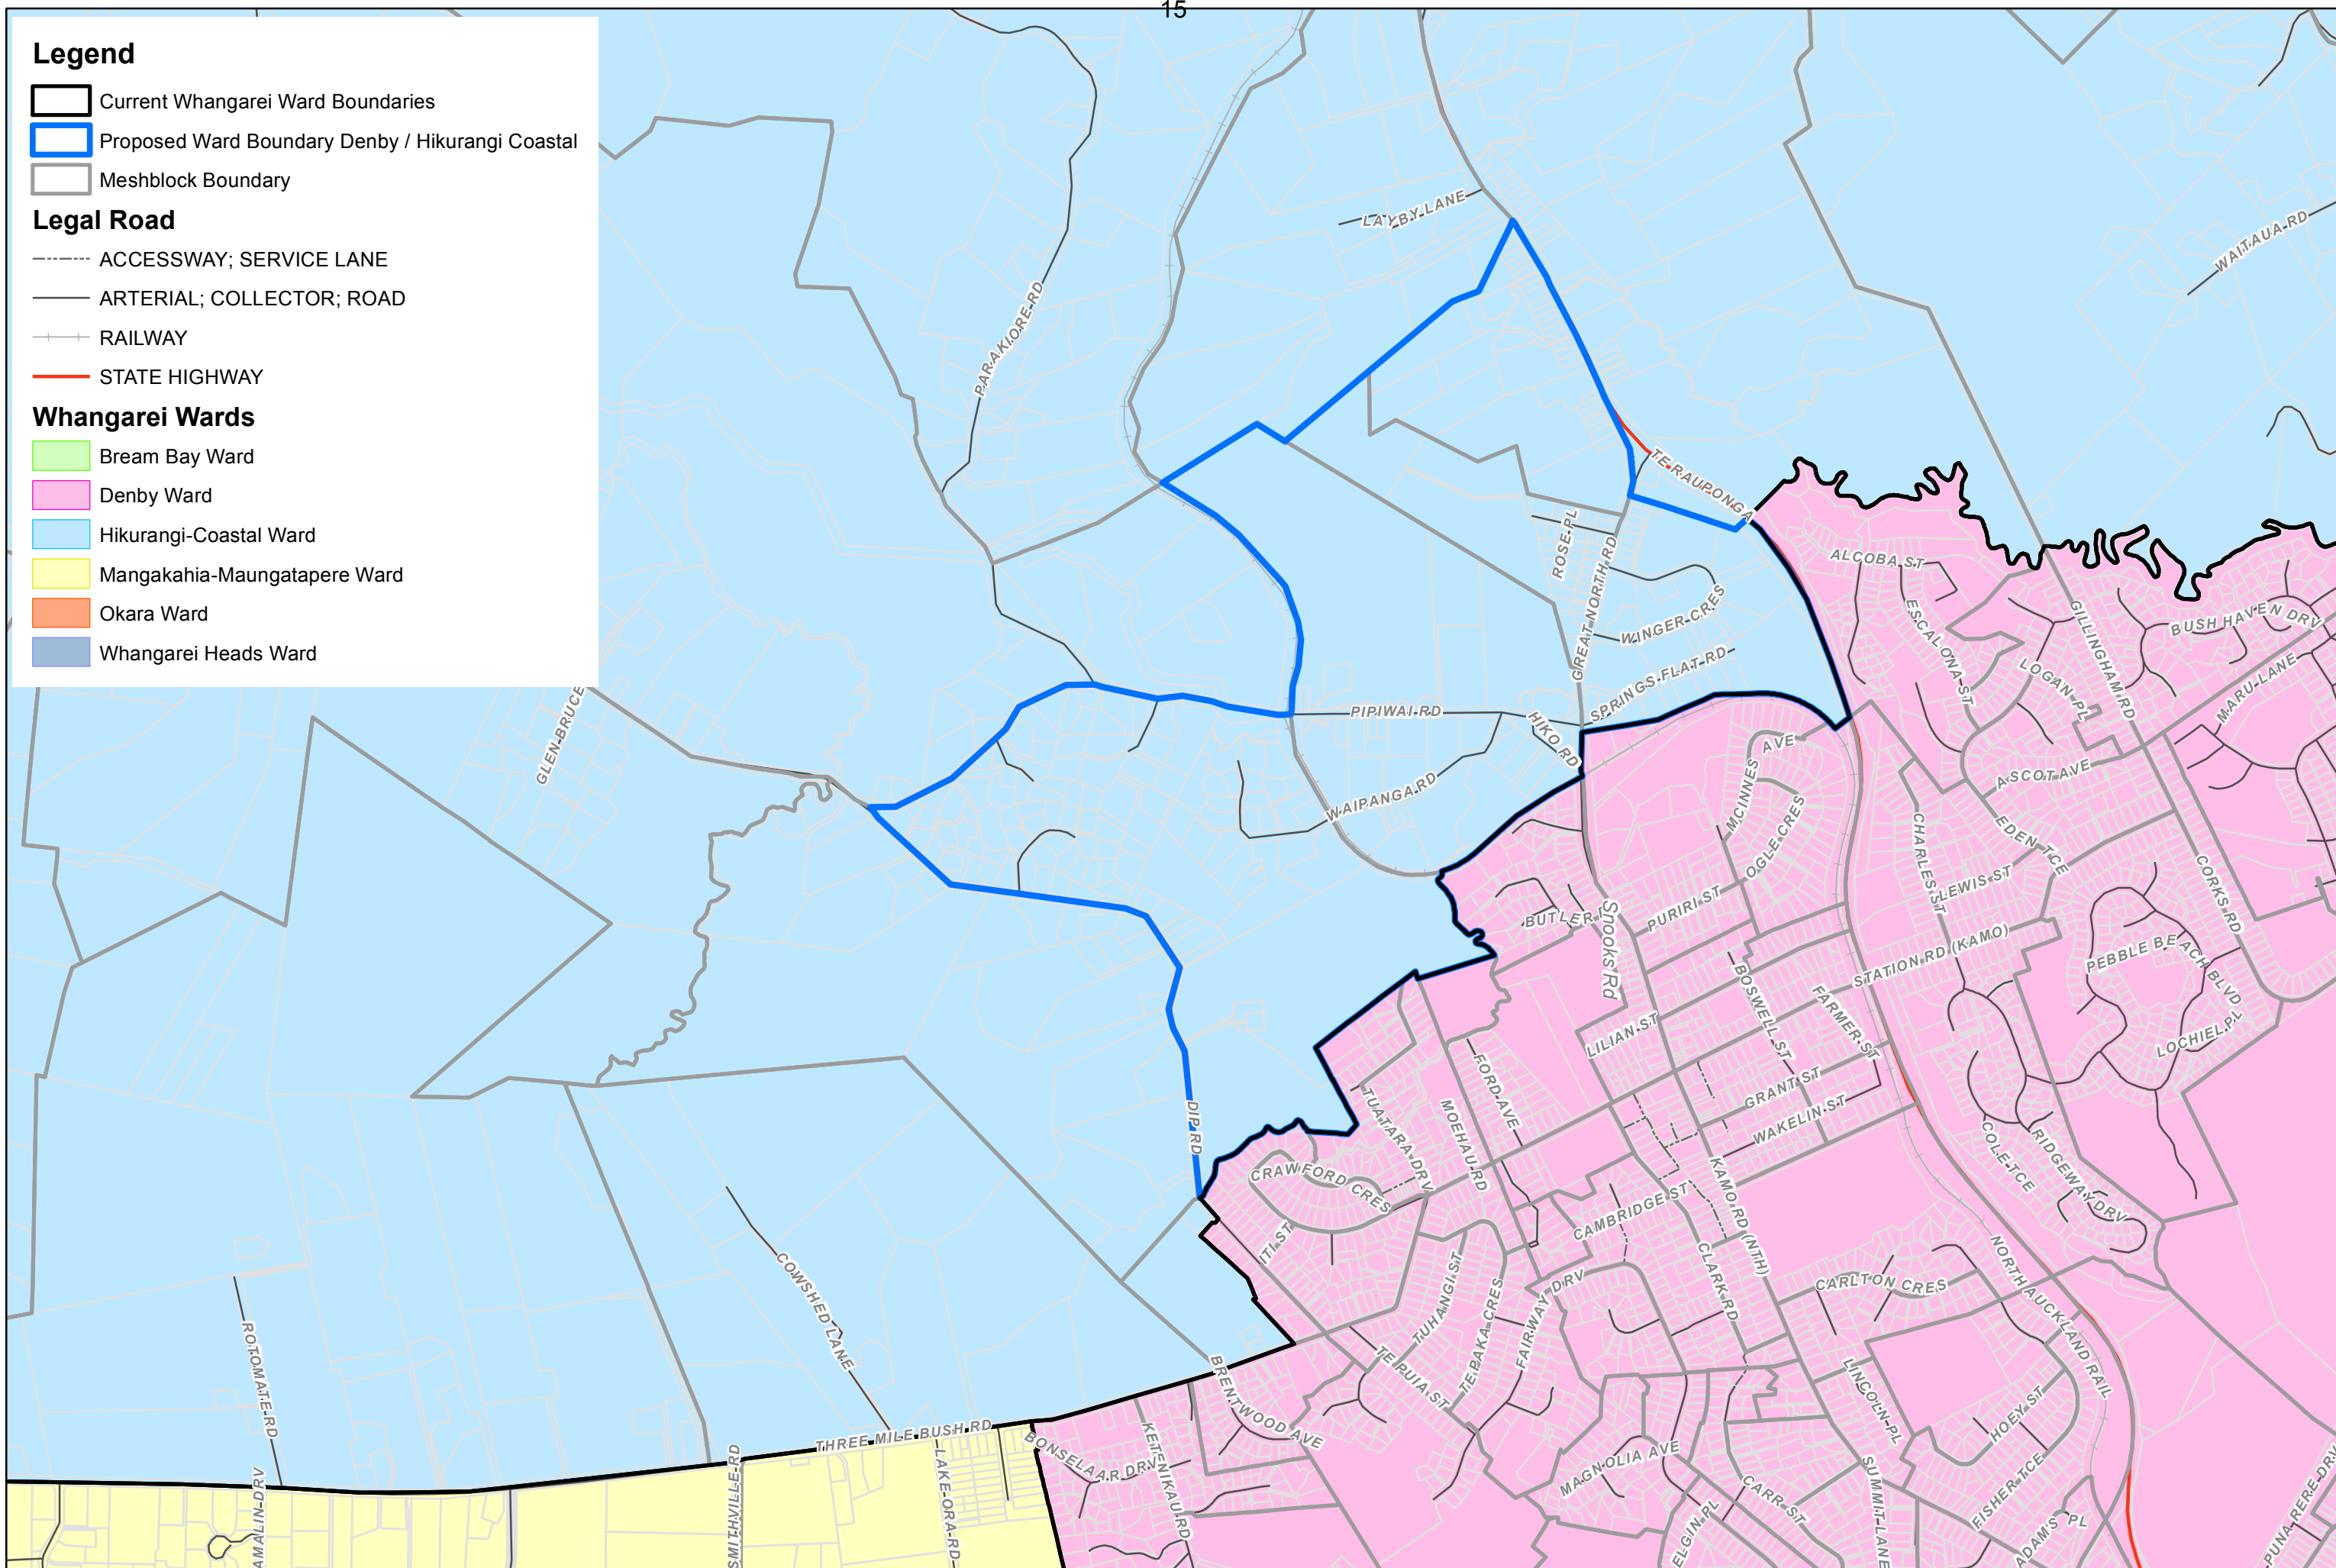 15
Legend
Current Whangarei Ward Boundaries
Proposed Ward Boundary Denby / Hikurangi Coastal
Meshblock Boundary
Legal Road
ACCESSWAY; SERVICE LANE
ARTERIAL; COLLECTOR; ROAD
RAILWAY
STATE HIGHWAY
Whangarei Wards
Bream Bay Ward
Denby Ward
Hikurangi-Coastal Ward
Mangakahia-Maungatapere Ward
Okara Ward
Whangarei Heads Ward
LAYBY LANE
WAITAUA RD
PARAKIORE RD
TE RAUPONGA
ROSE PL
GREAT NORTH RD
ALCOBA ST
ESCALONA ST
GILLINGHAM RD
BUSH HAVEN DRV
WINGER CRES
SPRINGS FLAT RD
LOGAN PL
MARU LANE
GLEN BRUCE
PIPIWAI RD
HIKO RD
WAIPANGA RD
MCINNES AVE
OGLE CRES
ASCOT AVE
CHARLES ST
EDEN TCE
LEWIS ST
CORKS RD
BUTLER
Snooks Rd
PURIRI ST
STATION RD (KAMO)
PEBBLE BEACH BLVD
BOSWELL ST
FARMER ST
LILIAN ST
LOCHIEL PL
DIP RD
TUATARA DRV
MOEHAU RD
FORD AVE
GRANT ST
WAKELIN ST
COLE TCE
RIDGEWAY DRV
CRAWFORD CRES
ITI ST
CAMBRIDGE ST
KAMO RD (NTH)
CLARK RD
NORTH AUCKLAND RAIL
CARLTON CRES
COWSHED LANE
TUHANGI ST
TE PAKA CRES
FAIRWAY DRV
ROTOMATE RD
BRENTWOOD AVE
TE PUIA ST
LINCOLN PL
HOEY ST
THREE MILE BUSH RD
BONSELAAR DRV
KETENIKAU RD
MAGNOLIA AVE
CARR ST
SUMMIT LANE
FISHER TCE
ADAMS PL
ELGIN PL
PUNA RERE DRV
AMALIN DRV
SMITHVILLE RD
LAKE ORA RD